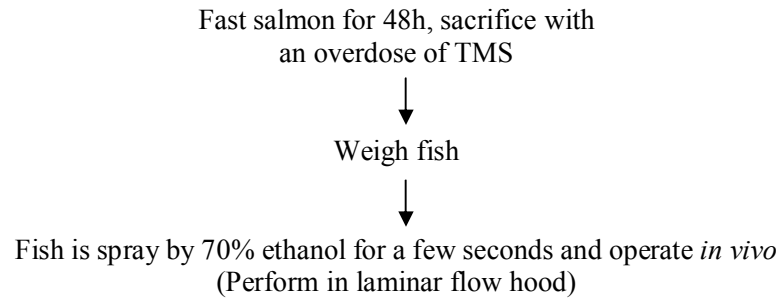 Fast salmon for 48h, sacrifice with
an overdose of TMS
Weigh fish
Fish is spray by 70% ethanol for a few seconds and operate in vivo
(Perform in laminar flow hood)